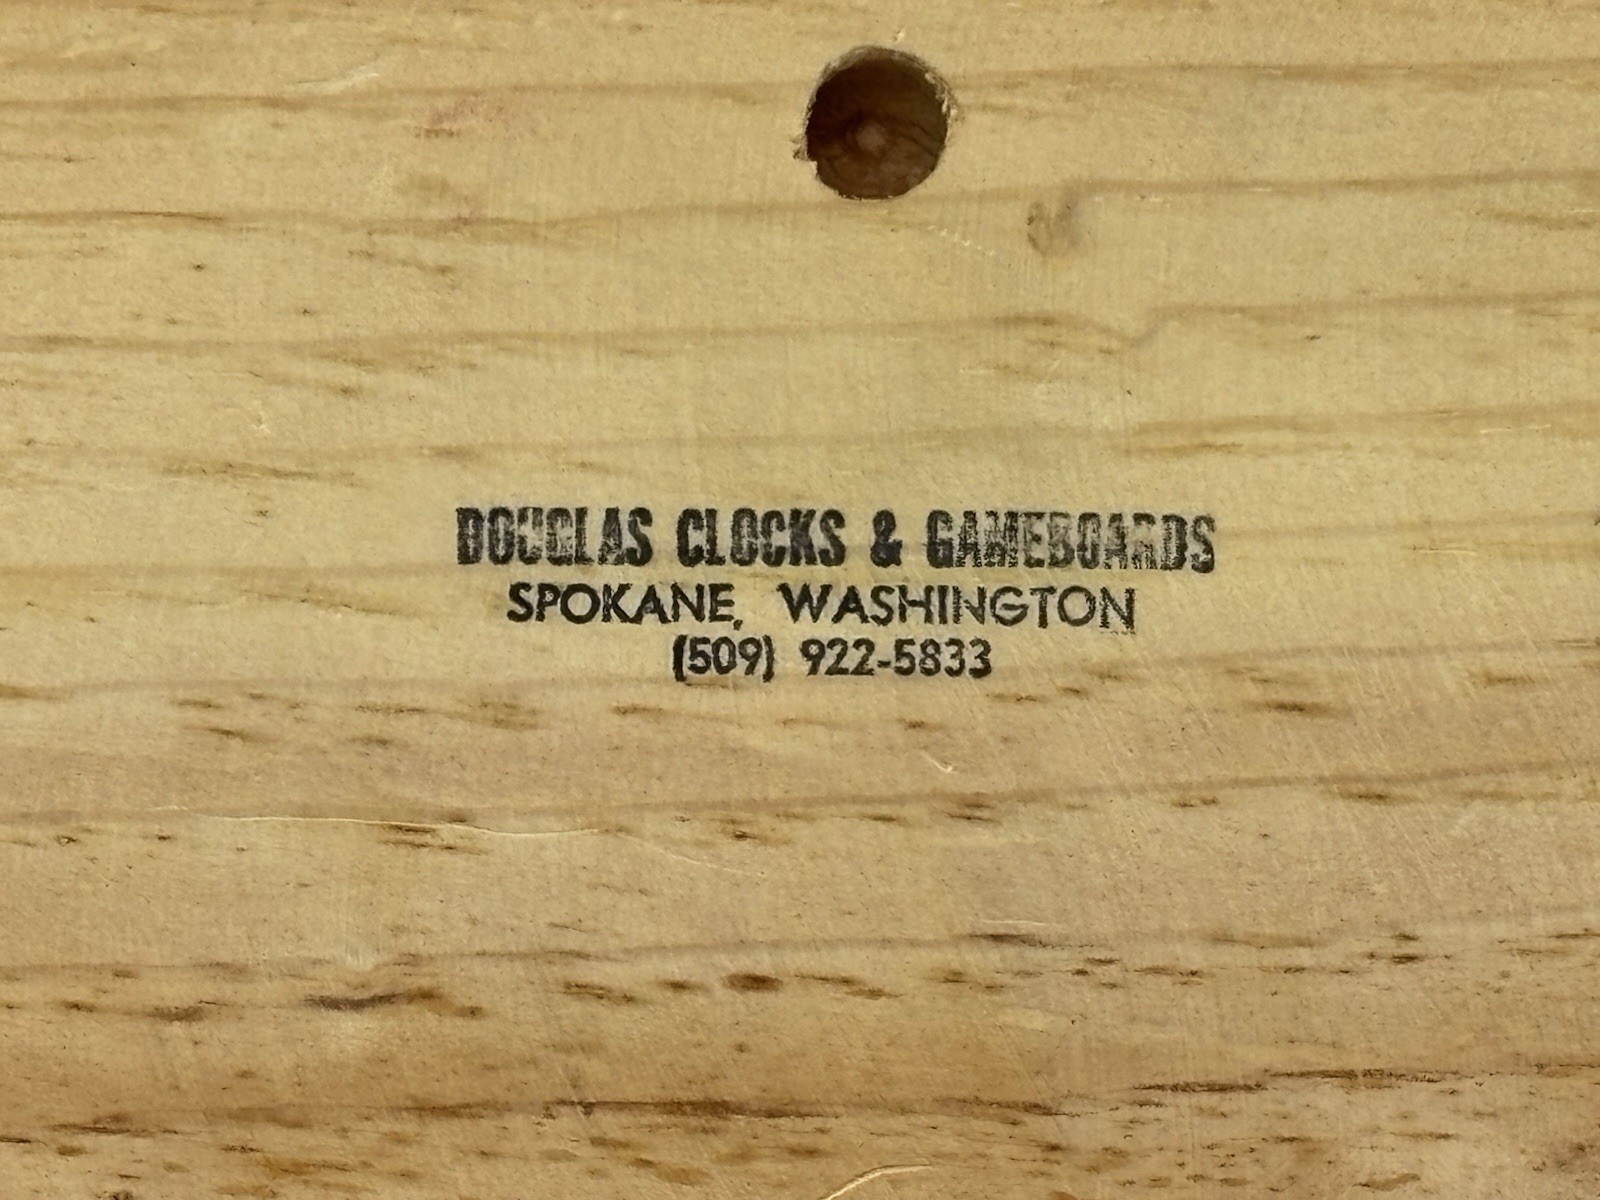 DOUGLAS CLOCKS & GAMEBOARDS
SPOKANE, WASHINGTON
(509) 922-5833